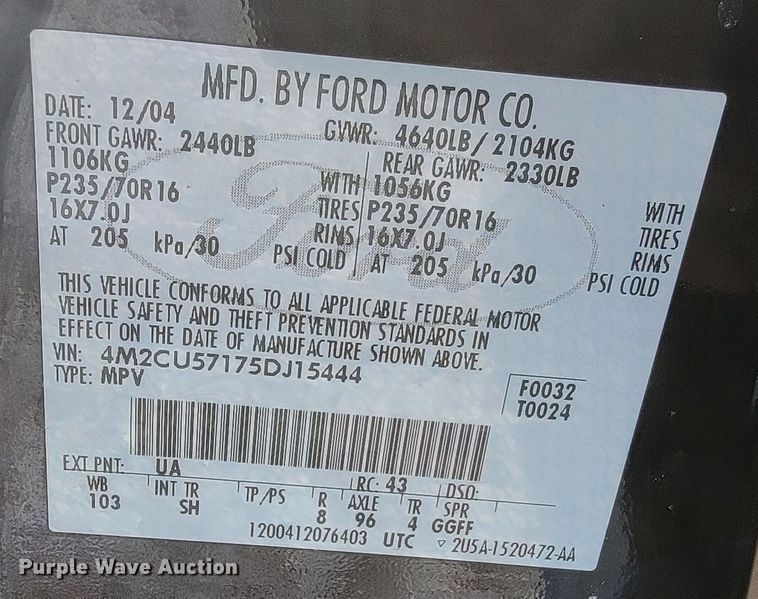 MFD. BY FORD MOTOR CO.
DATE: 12/04 GVWR: 4640LB/ 2104KG
FRONT GAWR: 2440LB REAR GAWR: 2330LB
1106KG WITH 1056KG WITH
P235/70R16 TIRES P235/70R16 TIRES
16X7.0J RIMS 16X7.0J RIMS
AT 205 kPa/30 PSI COLD AT 205 kPa/30 PSI COLD
Ford
THIS VEHICLE CONFORMS TO ALL APPLICABLE FEDERAL MOTOR
VEHICLE SAFETY AND THEFT PREVENTION STANDARDS IN
EFFECT ON THE DATE OF MANUFACTURE SHOWN ABOVE.
VIN: 4M2CU57175DJ15444
TYPE: MPV
F0032
T0024
EXT PNT: UA RC: 43 DSO:
WB INT TR TP/PS R AXLE TR SPR
103 SH 8 96 4 GGFF
1200412076403 UTC ▽ 2U5A-1520472-AA
Purple Wave Auction